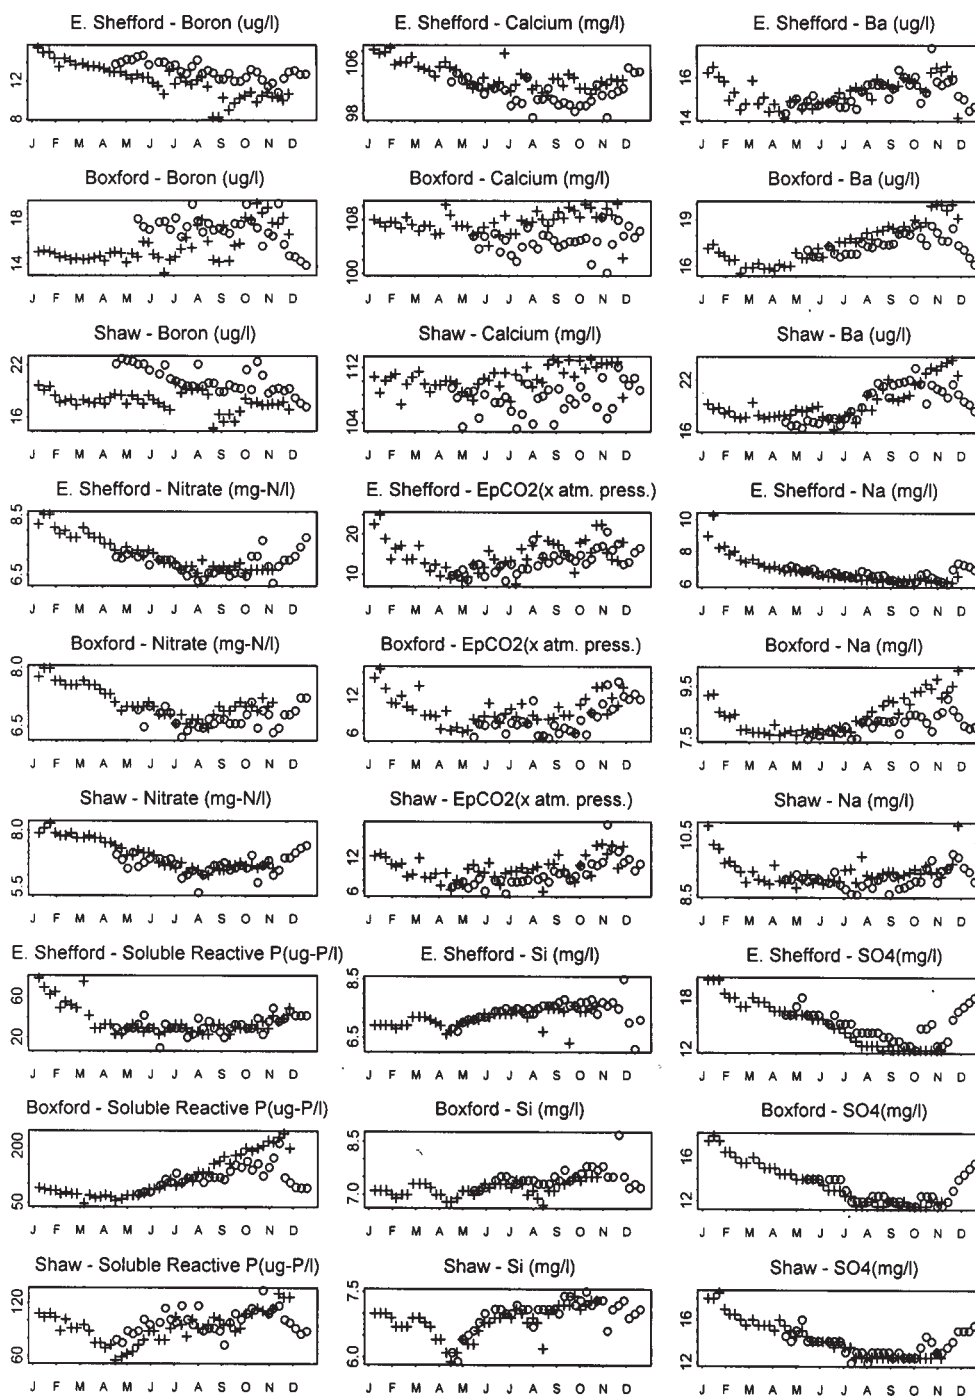 E. Shefford - Boron (ug/l) E. Shefford - Calcium (mg/l) E. Shefford - Ba (ug/l)
12 8 106 98 16 14
J F M A M J J A S O N D J F M A M J J A S O N D J F M A M J J A S O N D
Boxford - Boron (ug/l) Boxford - Calcium (mg/l) Boxford - Ba (ug/l)
18 14 108 100 19 16
J F M A M J J A S O N D J F M A M J J A S O N D J F M A M J J A S O N D
Shaw - Boron (ug/l) Shaw - Calcium (mg/l) Shaw - Ba (ug/l)
22 16 112 104 22 16
J F M A M J J A S O N D J F M A M J J A S O N D J F M A M J J A S O N D
E. Shefford - Nitrate (mg-N/l) E. Shefford - EpCO2(x atm. press.) E. Shefford - Na (mg/l)
8.5 6.5 20 10 10 8 6
J F M A M J J A S O N D J F M A M J J A S O N D J F M A M J J A S O N D
Boxford - Nitrate (mg-N/l) Boxford - EpCO2(x atm. press.) Boxford - Na (mg/l)
8.0 6.5 12 6 9.5 7.5
J F M A M J J A S O N D J F M A M J J A S O N D J F M A M J J A S O N D
Shaw - Nitrate (mg-N/l) Shaw - EpCO2(x atm. press.) Shaw - Na (mg/l)
8.0 5.5 12 6 10.5 8.5
J F M A M J J A S O N D J F M A M J J A S O N D J F M A M J J A S O N D
E. Shefford - Soluble Reactive P(ug-P/l) E. Shefford - Si (mg/l) E. Shefford - SO4(mg/l)
60 20 8.5 6.5 18 12
J F M A M J J A S O N D J F M A M J J A S O N D J F M A M J J A S O N D
Boxford - Soluble Reactive P(ug-P/l) Boxford - Si (mg/l) Boxford - SO4(mg/l)
200 50 8.5 7.0 16 12
J F M A M J J A S O N D J F M A M J J A S O N D J F M A M J J A S O N D
Shaw - Soluble Reactive P(ug-P/l) Shaw - Si (mg/l) Shaw - SO4(mg/l)
120 60 7.5 6.0 16 12
J F M A M J J A S O N D J F M A M J J A S O N D J F M A M J J A S O N D